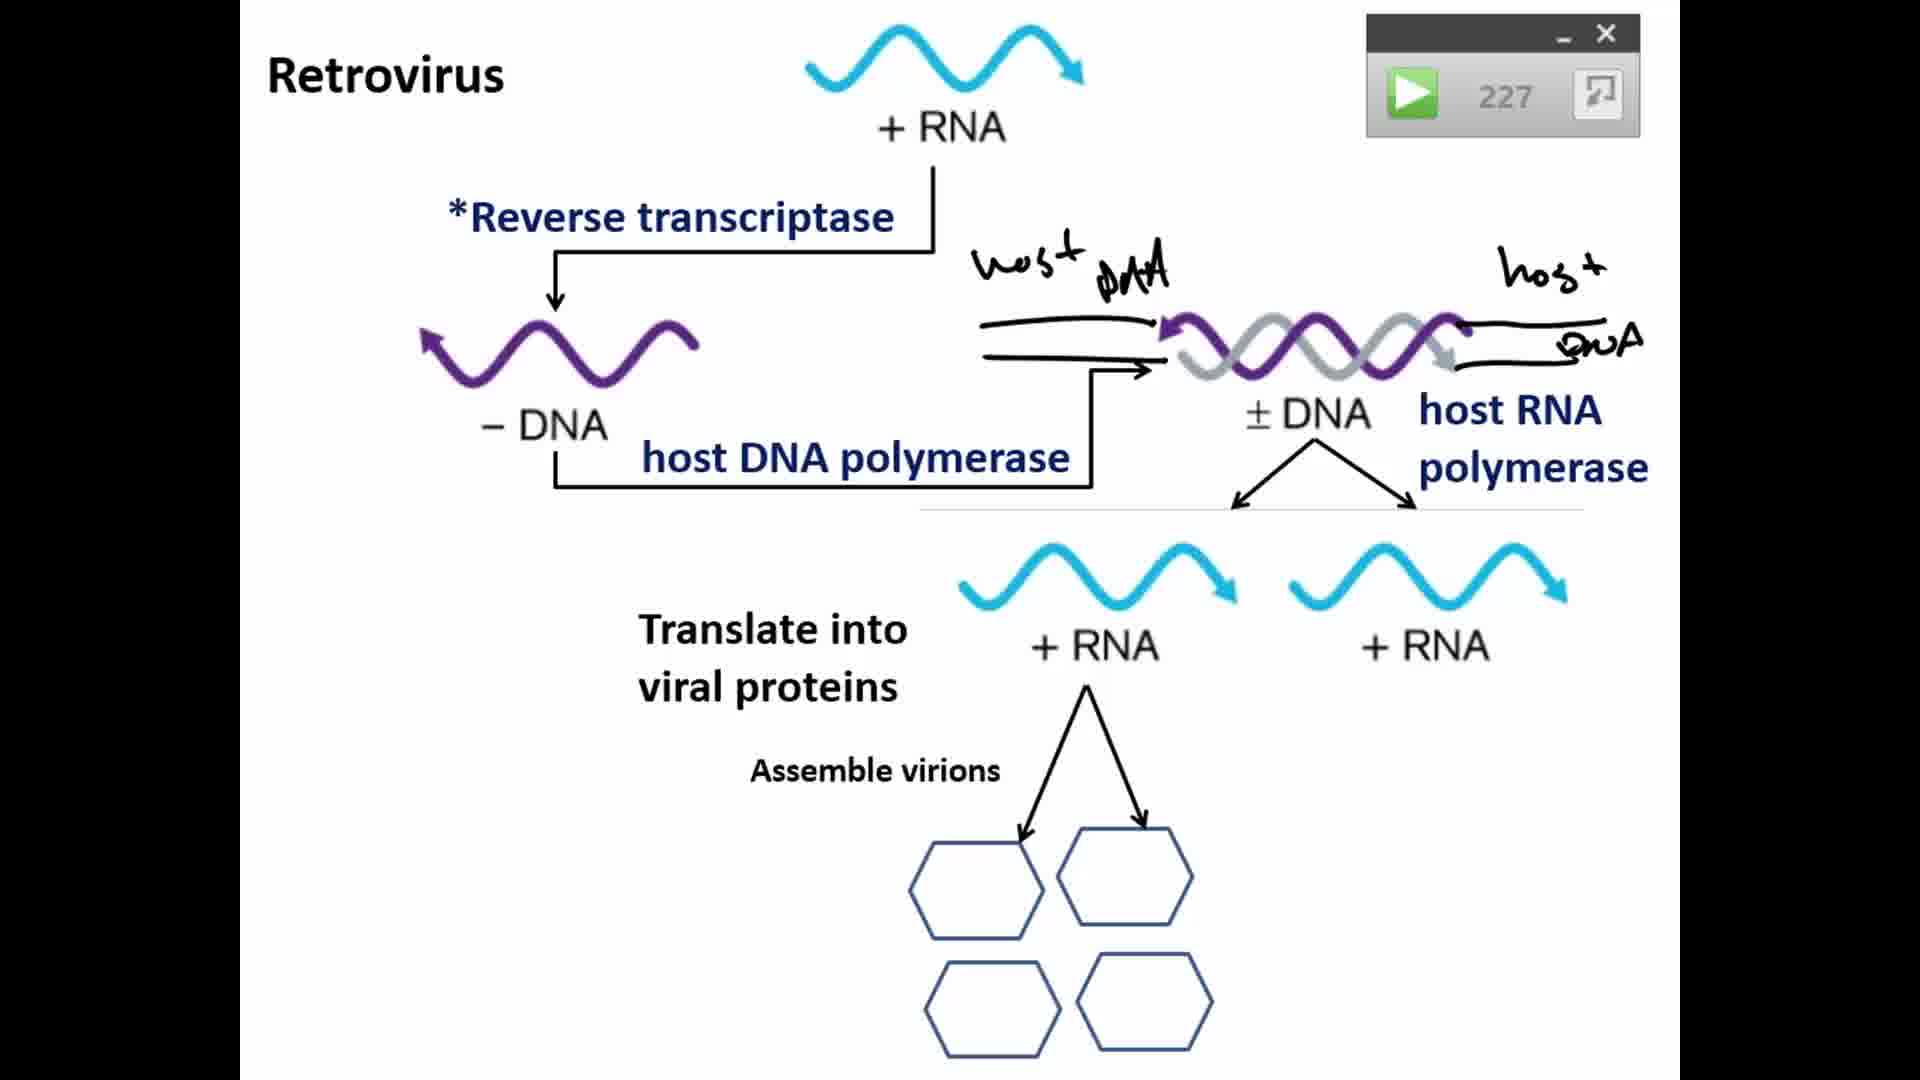 Retrovirus
+ RNA
227
*Reverse transcriptase
host DNA
host
DNA
− DNA
± DNA
host DNA polymerase
host RNA
polymerase
+ RNA
+ RNA
Translate into
viral proteins
Assemble virions